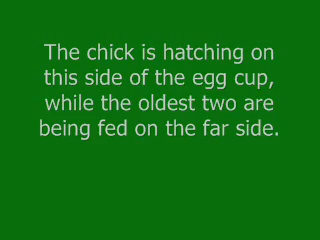 The chick is hatching on
this side of the egg cup,
while the oldest two are
being fed on the far side.